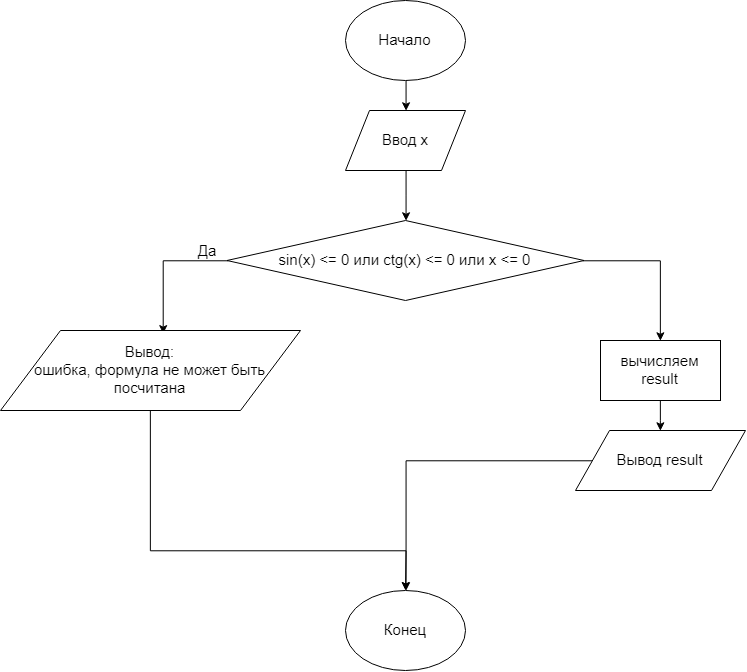 Начало
Ввод x
sin(x) <= 0 или ctg(x) <= 0 или x <= 0
Да
Вывод:
ошибка, формула не может быть
посчитана
вычисляем
result
Вывод result
Конец